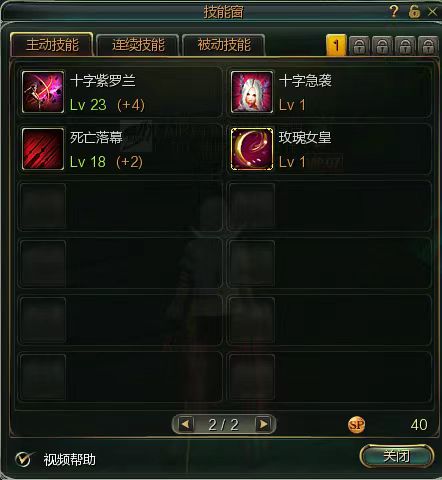 技能窗 ?
主动技能 连续技能 被动技能 1
十字紫罗兰 十字急袭
Lv 23 (+4) Lv 1
死亡落幕 玫瑰女皇
Lv 18 (+2) Lv 1
2 / 2 SP 40
视频帮助 关闭